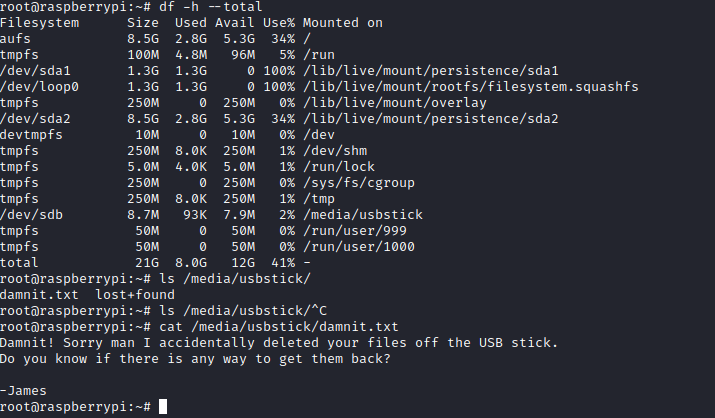 root@raspberrypi:~# df -h --total
Filesystem      Size  Used Avail Use% Mounted on
aufs            8.5G  2.8G  5.3G  34% /
tmpfs           100M  4.8M   96M   5% /run
/dev/sda1       1.3G  1.3G     0 100% /lib/live/mount/persistence/sda1
/dev/loop0      1.3G  1.3G     0 100% /lib/live/mount/rootfs/filesystem.squashfs
tmpfs           250M     0  250M   0% /lib/live/mount/overlay
/dev/sda2       8.5G  2.8G  5.3G  34% /lib/live/mount/persistence/sda2
devtmpfs         10M     0   10M   0% /dev
tmpfs           250M  8.0K  250M   1% /dev/shm
tmpfs           5.0M  4.0K  5.0M   1% /run/lock
tmpfs           250M     0  250M   0% /sys/fs/cgroup
tmpfs           250M  8.0K  250M   1% /tmp
/dev/sdb        8.7M   93K  7.9M   2% /media/usbstick
tmpfs            50M     0   50M   0% /run/user/999
tmpfs            50M     0   50M   0% /run/user/1000
total            21G  8.0G   12G  41% -
root@raspberrypi:~# ls /media/usbstick/
damnit.txt  lost+found
root@raspberrypi:~# ls /media/usbstick/^C
root@raspberrypi:~# cat /media/usbstick/damnit.txt
Damnit! Sorry man I accidentally deleted your files off the USB stick.
Do you know if there is any way to get them back?
-James
root@raspberrypi:~#